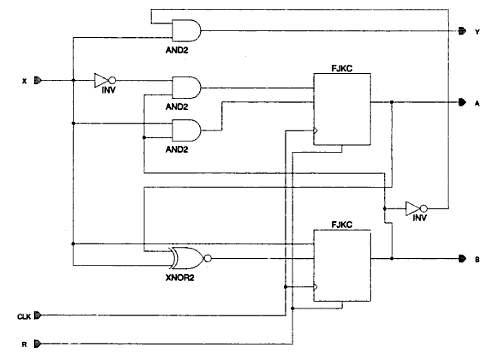 Y
AND2
FJKC
X
INV
AND2
A
AND2
FJKC
INV
B
XNOR2
CLK
R